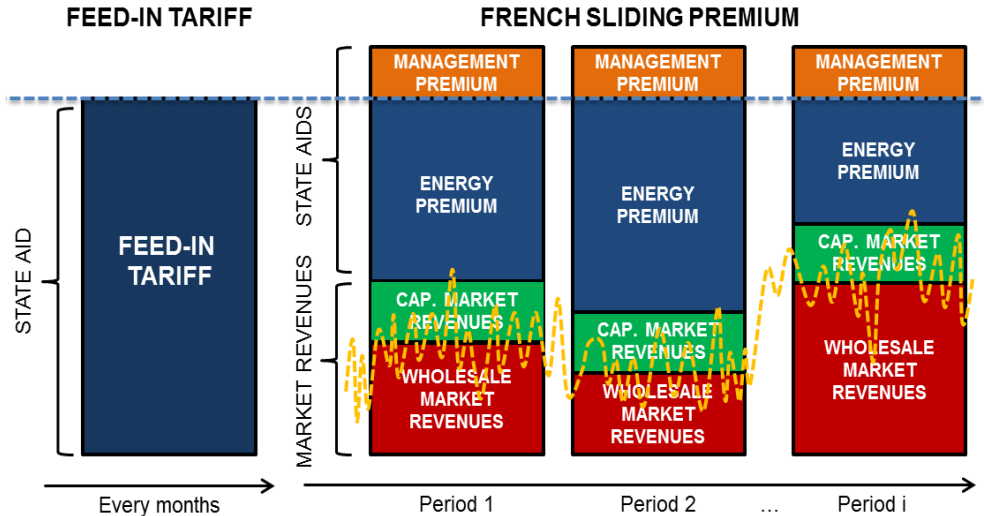 FEED-IN TARIFF
FRENCH SLIDING PREMIUM
STATE AID
FEED-IN
TARIFF
Every months
STATE AIDS
MARKET REVENUES
MANAGEMENT
PREMIUM
ENERGY
PREMIUM
CAP. MARKET
REVENUES
WHOLESALE
MARKET
REVENUES
Period 1
MANAGEMENT
PREMIUM
ENERGY
PREMIUM
CAP. MARKET
REVENUES
WHOLESALE
MARKET
REVENUES
Period 2
...
MANAGEMENT
PREMIUM
ENERGY
PREMIUM
CAP. MARKET
REVENUES
WHOLESALE
MARKET
REVENUES
Period i